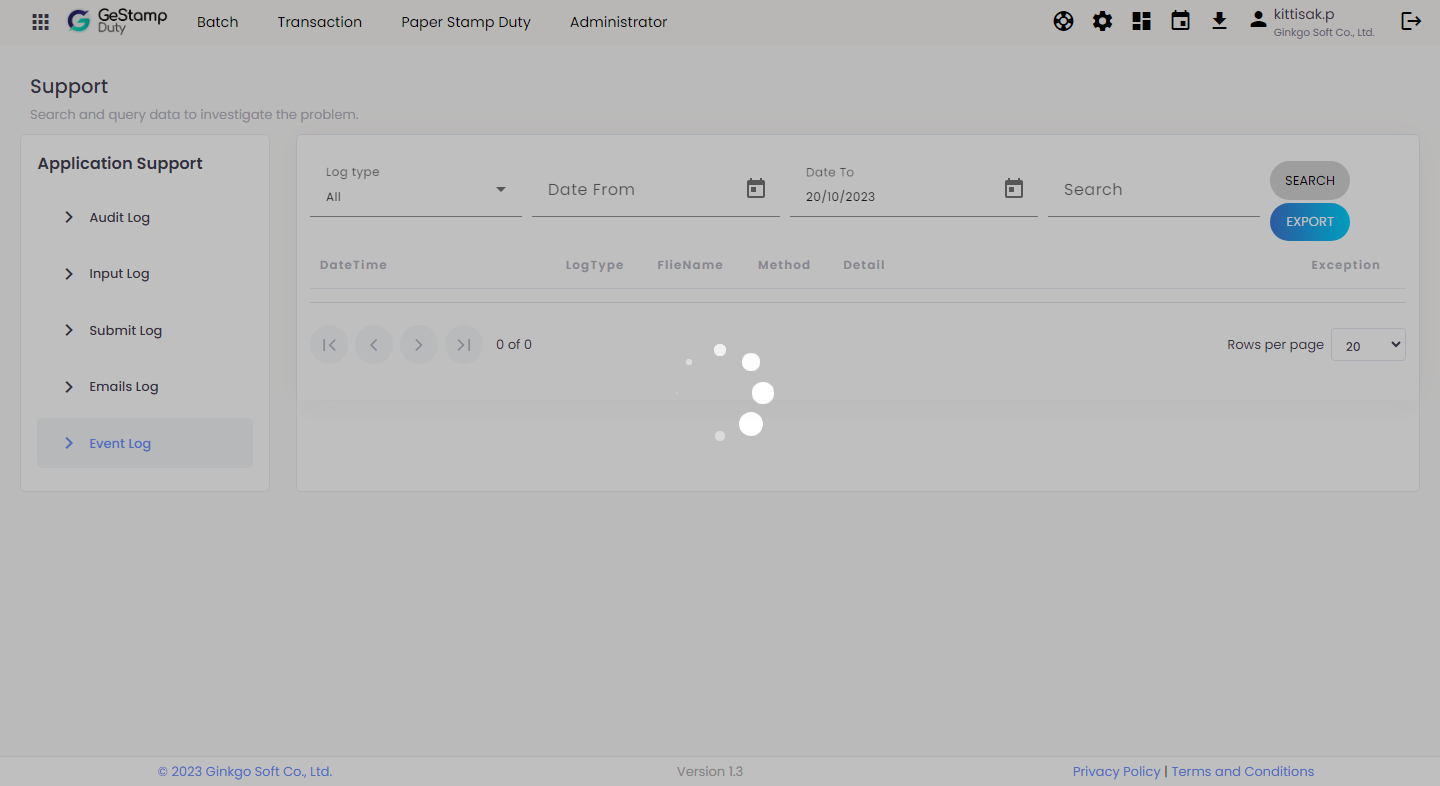 GeStamp
Duty
Batch
Transaction
Paper Stamp Duty
Administrator
kittisak.p
Ginkgo Soft Co., Ltd.
Support
Search and query data to investigate the problem.
Application Support
Audit Log
Input Log
Submit Log
Emails Log
Event Log
Log type
All
Date From
Date To
20/10/2023
Search
SEARCH
EXPORT
DateTime
LogType
FlieName
Method
Detail
Exception
0 of 0
Rows per page
20
© 2023 Ginkgo Soft Co., Ltd.
Version 1.3
Privacy Policy | Terms and Conditions